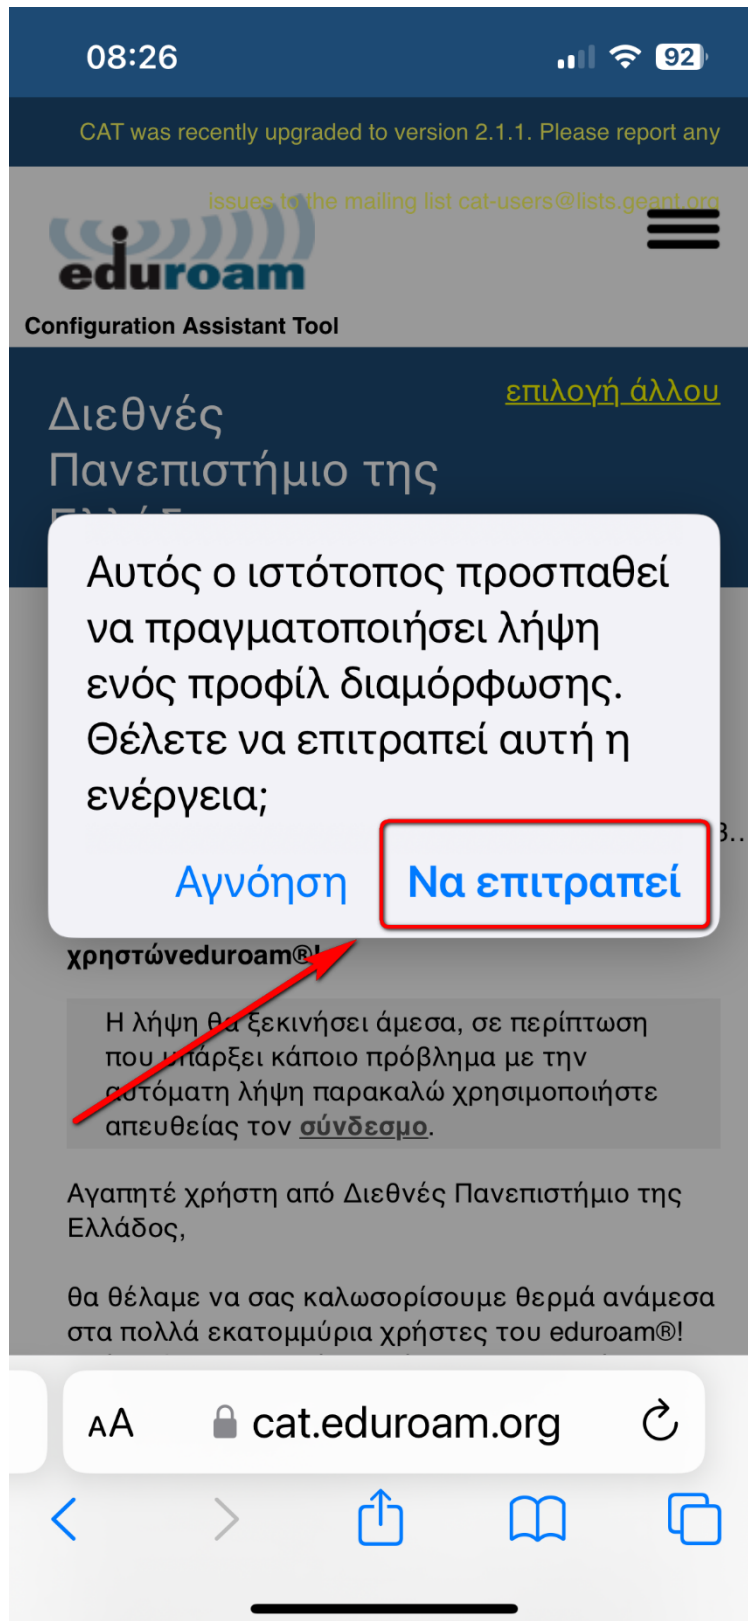 08:26
92
CAT was recently upgraded to version 2.1.1. Please report any
issues to the mailing list cat-users@lists.geant.org
eduroam
Configuration Assistant Tool
επιλογή άλλου
Διεθνές
Πανεπιστήμιο της
Αυτός ο ιστότοπος προσπαθεί
να πραγματοποιήσει λήψη
ενός προφίλ διαμόρφωσης.
Θέλετε να επιτραπεί αυτή η
ενέργεια;
Αγνόηση
Να επιτραπεί
χρηστώνeduroam®!
Η λήψη θα ξεκινήσει άμεσα, σε περίπτωση
που υπάρξει κάποιο πρόβλημα με την
αυτόματη λήψη παρακαλώ χρησιμοποιήστε
απευθείας τον σύνδεσμο.
Αγαπητέ χρήστη από Διεθνές Πανεπιστήμιο της
Ελλάδος,
θα θέλαμε να σας καλωσορίσουμε θερμά ανάμεσα
στα πολλά εκατομμύρια χρήστες του eduroam®!
AA
cat.eduroam.org